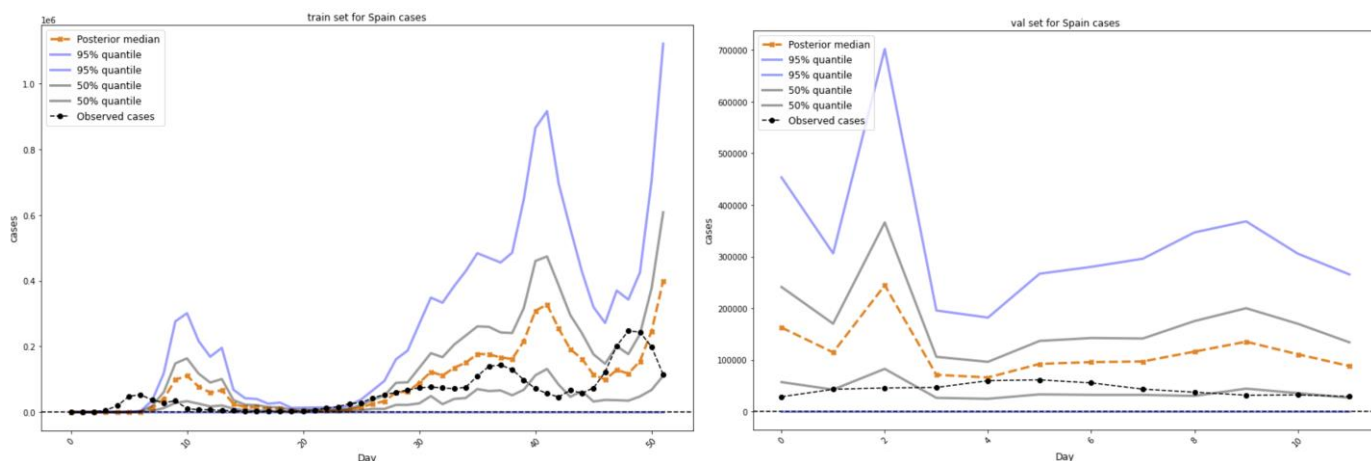 train set for Spain cases
1e6
Posterior median
95% quantile
95% quantile
50% quantile
50% quantile
Observed cases
1.0
0.8
0.6
0.4
0.2
0.0
cases
0
10
20
30
40
50
Day
val set for Spain cases
Posterior median
95% quantile
95% quantile
50% quantile
50% quantile
Observed cases
700000
600000
500000
400000
300000
200000
100000
0
cases
0
2
4
6
8
10
Day